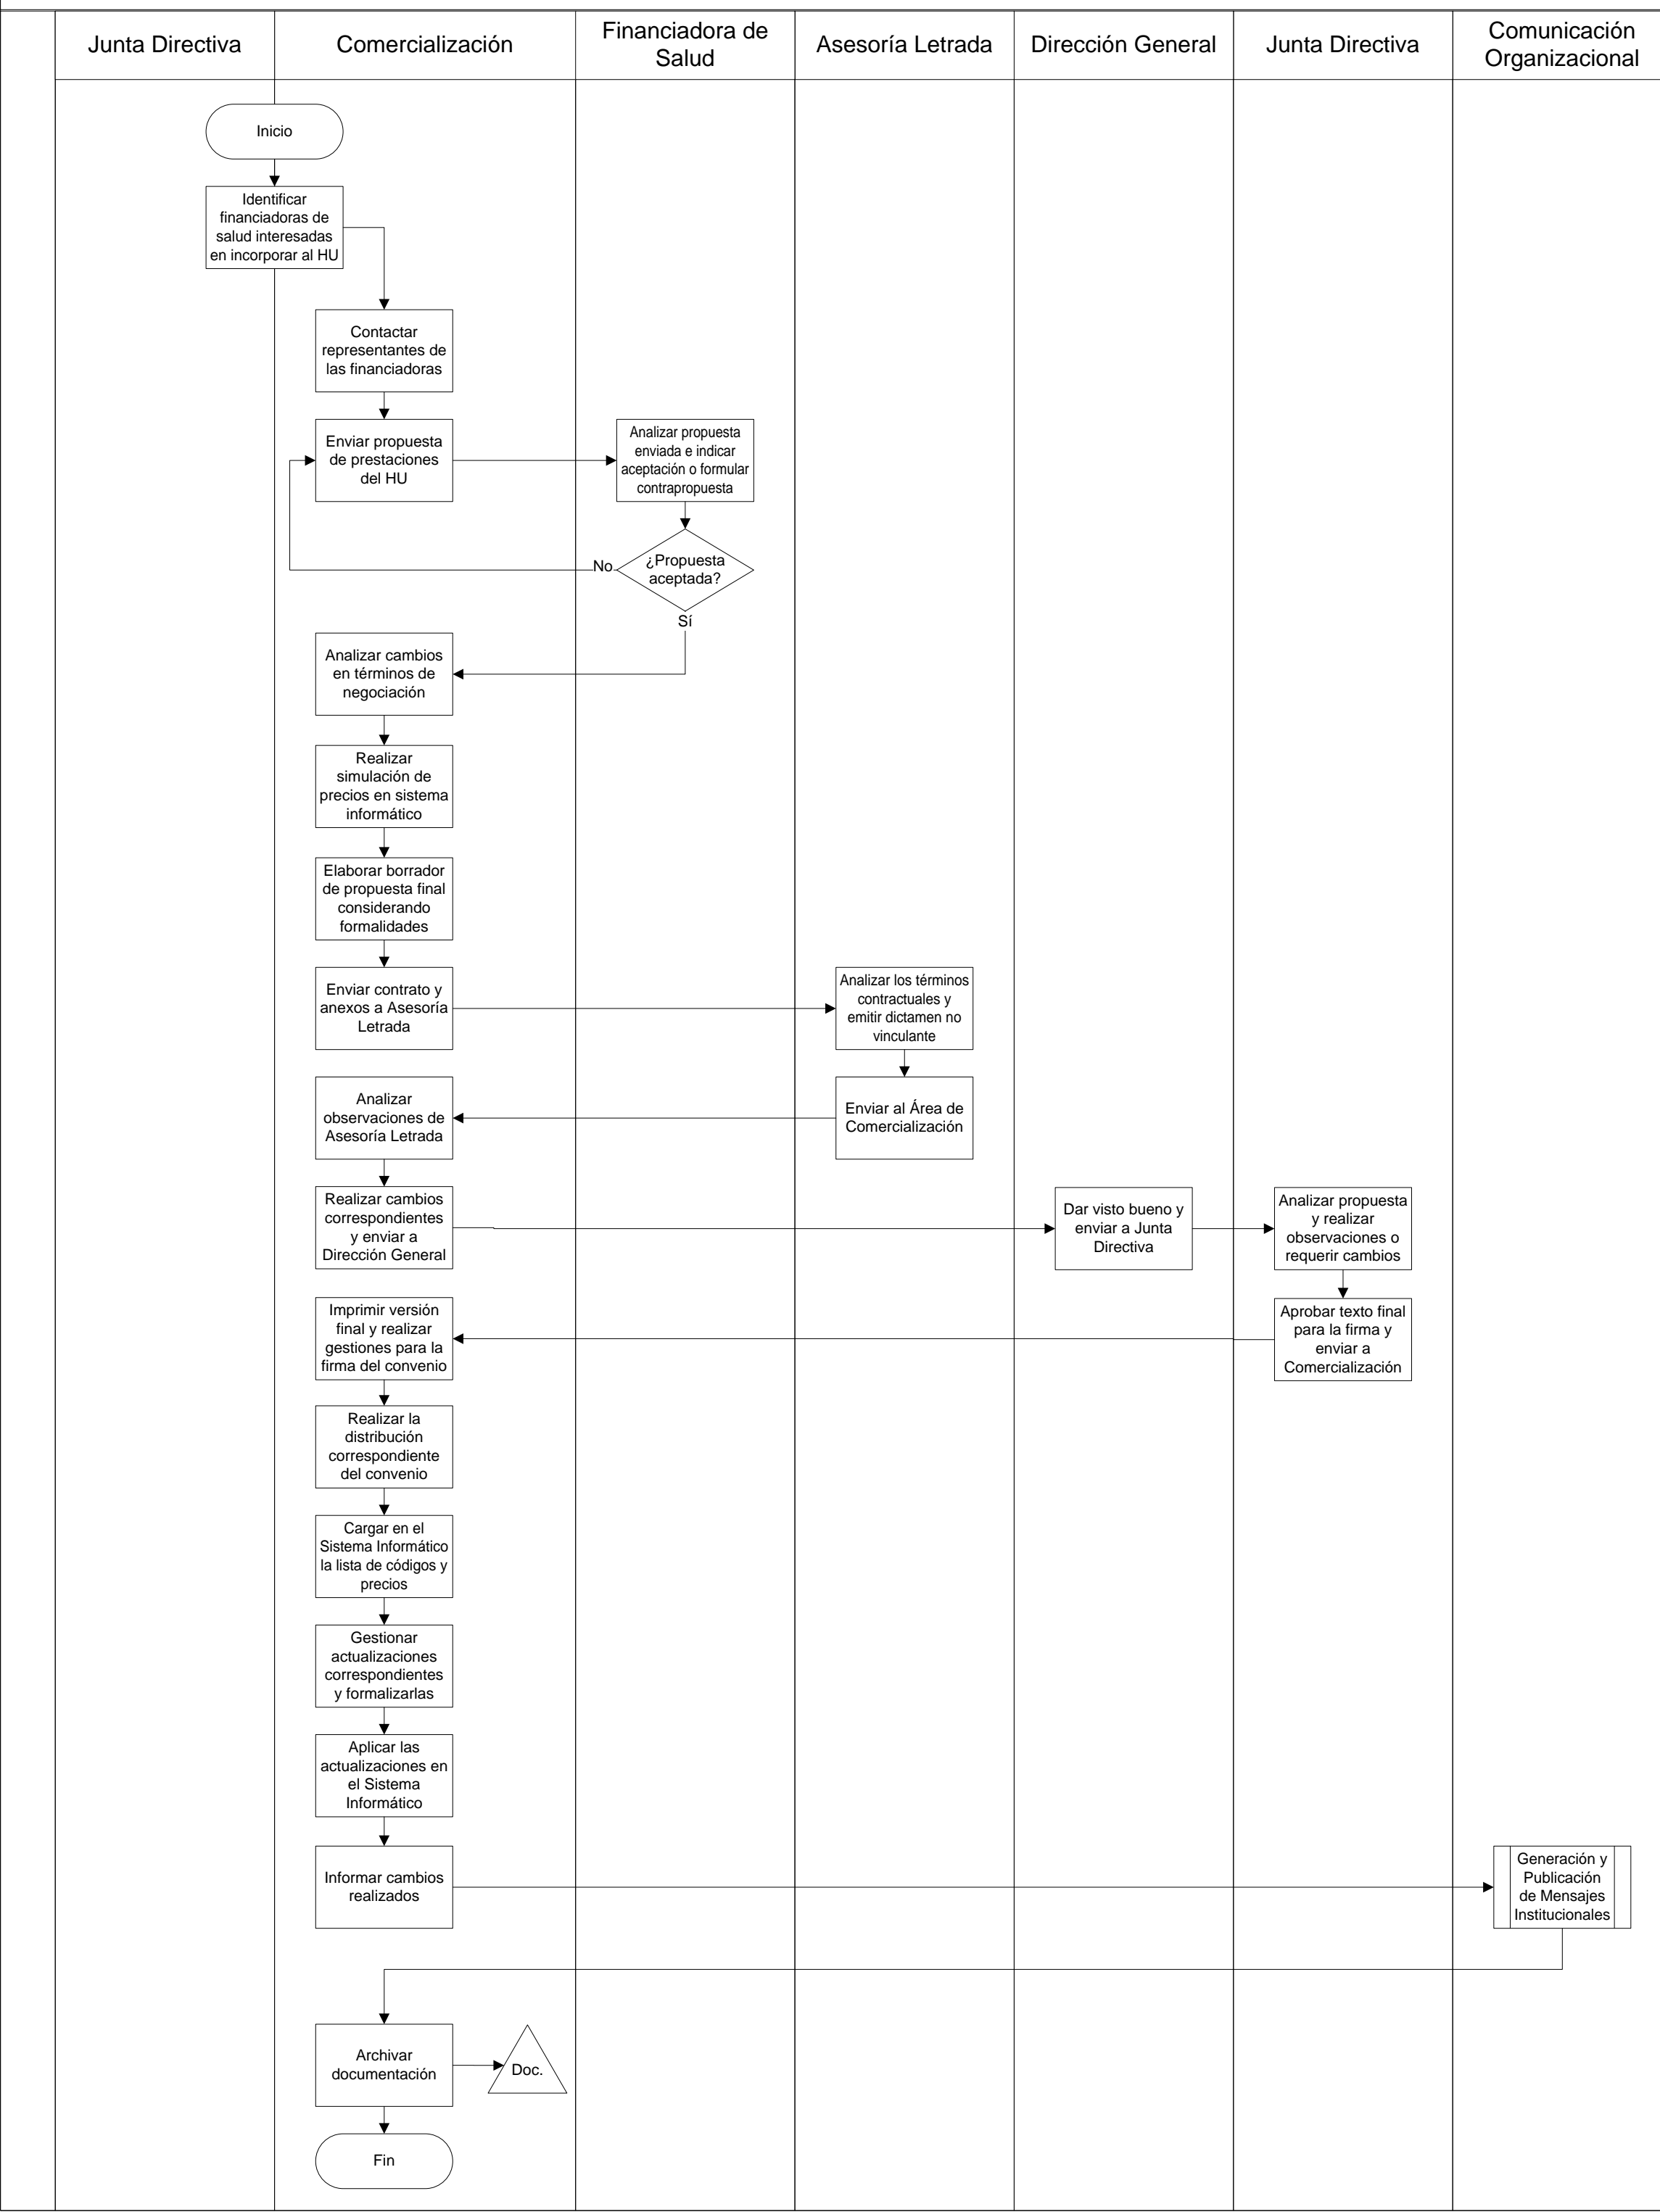 Junta Directiva
Comercialización
Financiadora de
Salud
Asesoría Letrada
Dirección General
Junta Directiva
Comunicación
Organizacional
Inicio
Identificar
financiadoras de
salud interesadas
en incorporar al HU
Contactar
representantes de
las financiadoras
Enviar propuesta
de prestaciones
del HU
Analizar propuesta
enviada e indicar
aceptación o formular
contrapropuesta
¿Propuesta
aceptada?
No
Sí
Analizar cambios
en términos de
negociación
Realizar
simulación de
precios en sistema
informático
Elaborar borrador
de propuesta final
considerando
formalidades
Enviar contrato y
anexos a Asesoría
Letrada
Analizar los términos
contractuales y
emitir dictamen no
vinculante
Enviar al Área de
Comercialización
Analizar
observaciones de
Asesoría Letrada
Realizar cambios
correspondientes
y enviar a
Dirección General
Dar visto bueno y
enviar a Junta
Directiva
Analizar propuesta
y realizar
observaciones o
requerir cambios
Aprobar texto final
para la firma y
enviar a
Comercialización
Imprimir versión
final y realizar
gestiones para la
firma del convenio
Realizar la
distribución
correspondiente
del convenio
Cargar en el
Sistema Informático
la lista de códigos y
precios
Gestionar
actualizaciones
correspondientes
y formalizarlas
Aplicar las
actualizaciones en
el Sistema
Informático
Informar cambios
realizados
Generación y
Publicación
de Mensajes
Institucionales
Archivar
documentación
Doc.
Fin